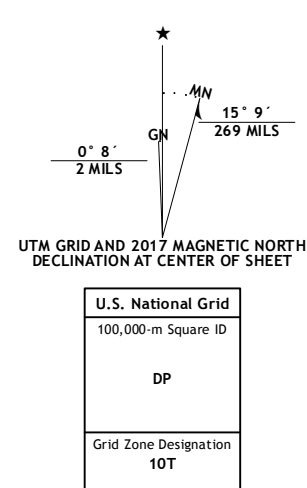 ★
MN
15° 9´
269 MILS
GN
0° 8´
2 MILS
UTM GRID AND 2017 MAGNETIC NORTH
DECLINATION AT CENTER OF SHEET
U.S. National Grid
100,000-m Square ID
DP
Grid Zone Designation
10T